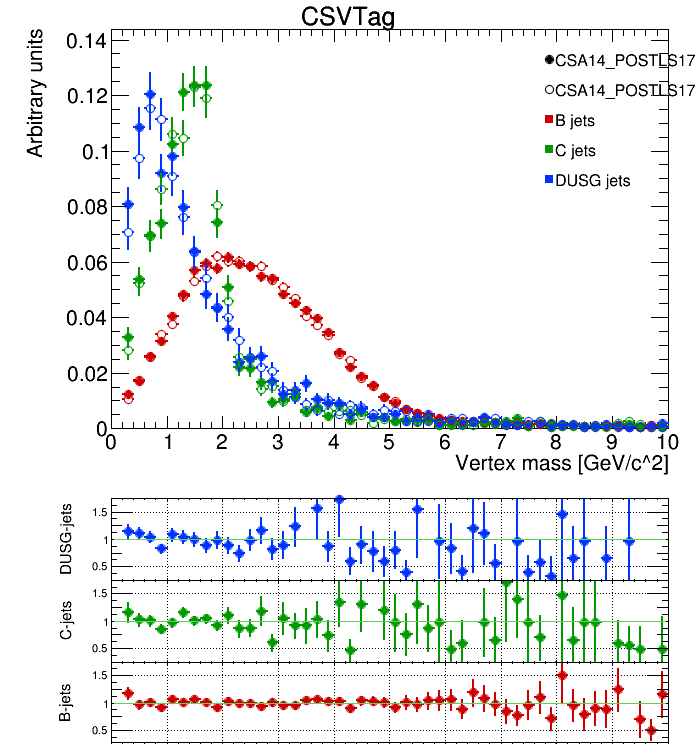 CSVTag
Arbitrary units
0.14
0.12
0.1
0.08
0.06
0.04
0.02
0
CSA14_POSTLS17
CSA14_POSTLS17
B jets
C jets
DUSG jets
0 1 2 3 4 5 6 7 8 9 10
Vertex mass [GeV/c^2]
DUSG-jets
1.5
1
0.5
C-jets
1.5
1
0.5
B-jets
1.5
1
0.5